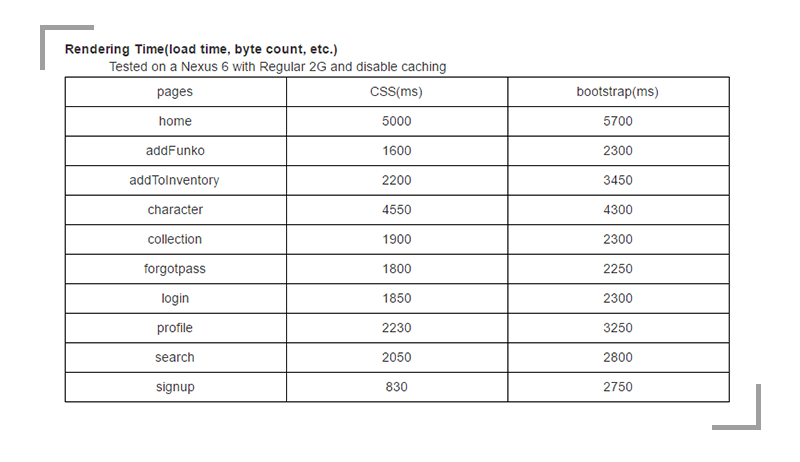 Rendering Time(load time, byte count, etc.)
Tested on a Nexus 6 with Regular 2G and disable caching
pages CSS(ms) bootstrap(ms)
home 5000 5700
addFunko 1600 2300
addToInventory 2200 3450
character 4550 4300
collection 1900 2300
forgotpass 1800 2250
login 1850 2300
profile 2230 3250
search 2050 2800
signup 830 2750